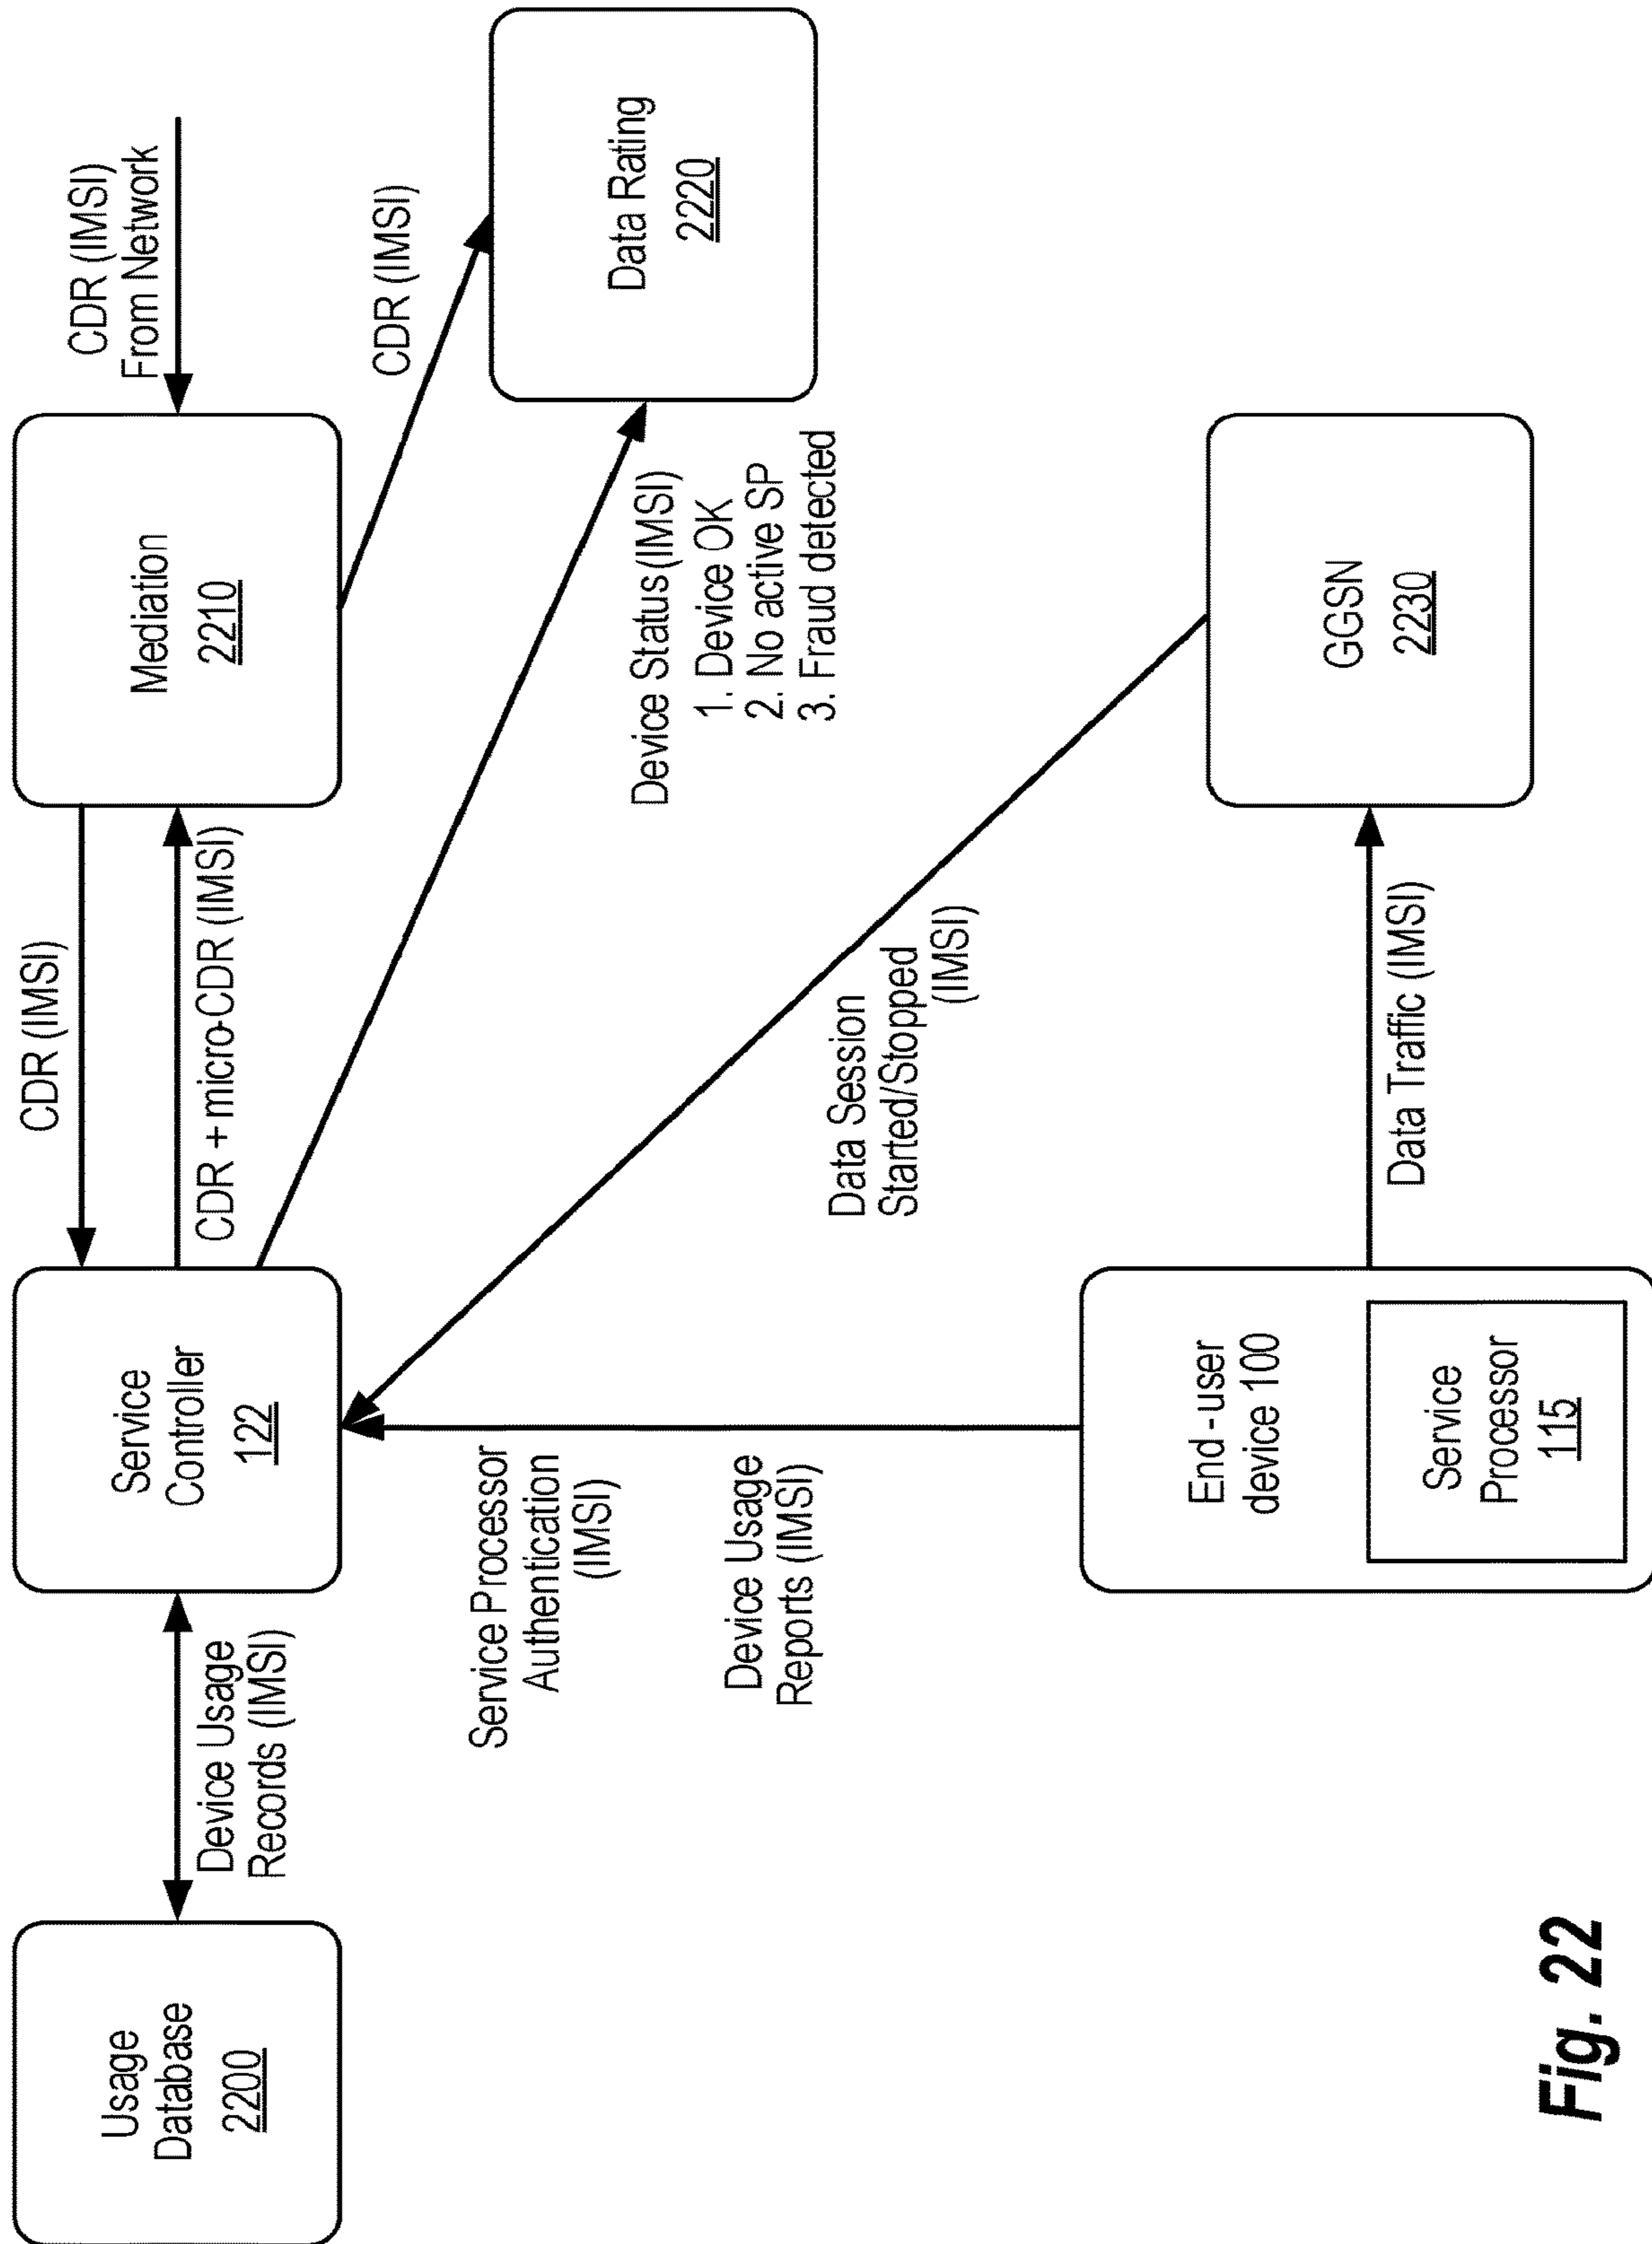 Usage
Database
2200
Device Usage
Records (IMSI)
Service
Controller
122
CDR (IMSI)
CDR + micro-CDR (IMSI)
Mediation
2210
CDR (IMSI)
From Network
CDR (IMSI)
Data Rating
2220
Device Status (IMSI)
1. Device OK
2. No active SP
3. Fraud detected
Service Processor
Authentication
(IMSI)
Device Usage
Reports (IMSI)
Data Session
Started/Stopped
(IMSI)
End-user
device 100
Service
Processor
115
Data Traffic (IMSI)
GGSN
2230
Fig. 22